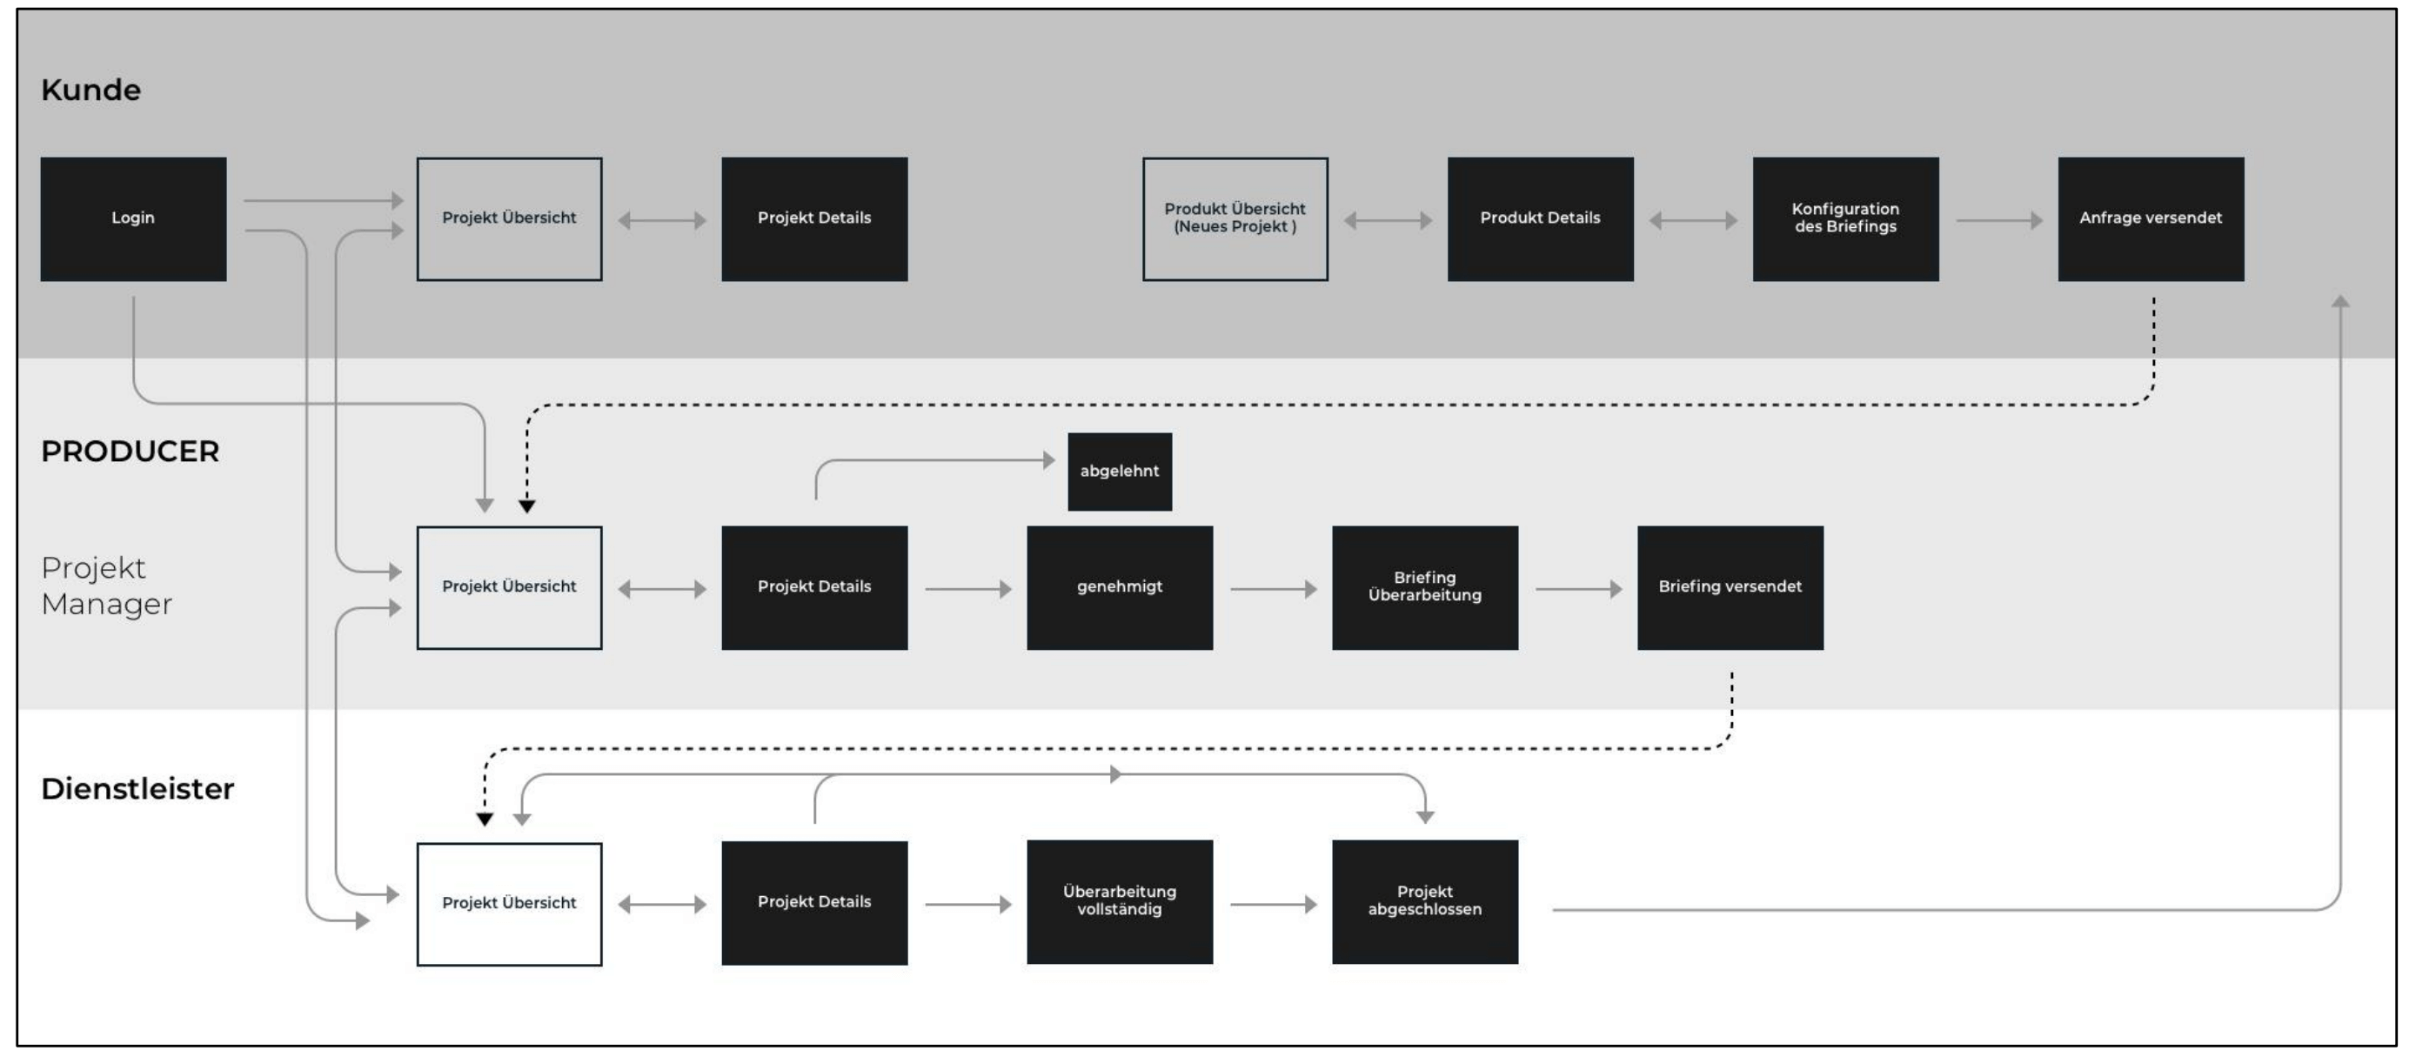 Kunde
Login
Projekt Übersicht
Projekt Details
Produkt Übersicht
(Neues Projekt )
Produkt Details
Konfiguration
des Briefings
Anfrage versendet
PRODUCER
abgelehnt
Projekt
Manager
Projekt Übersicht
Projekt Details
genehmigt
Briefing
Überarbeitung
Briefing versendet
Dienstleister
Projekt Übersicht
Projekt Details
Überarbeitung
vollständig
Projekt
abgeschlossen